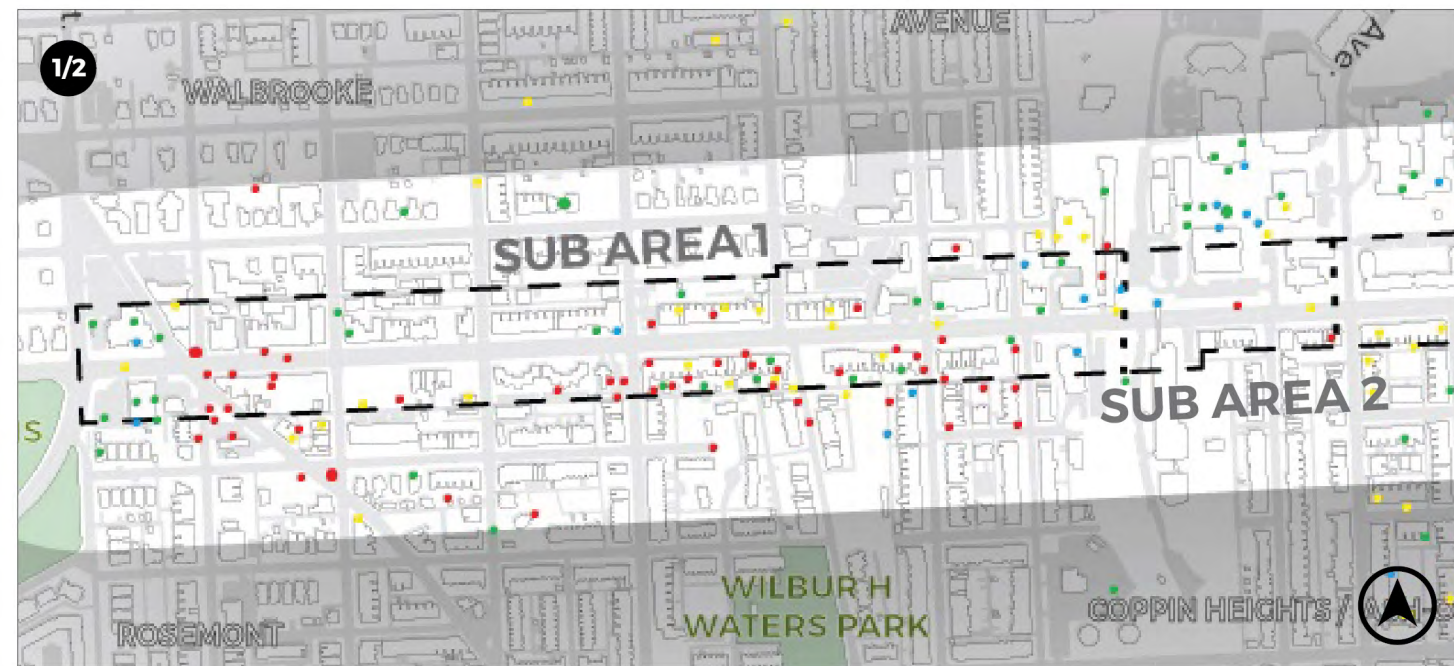 1/2
AVENUE
Ave.
WALBROOKE
SUB AREA 1
SUB AREA 2
S
WILBUR H
WATERS PARK
COPPIN HEIGHTS /
ROSEMONT